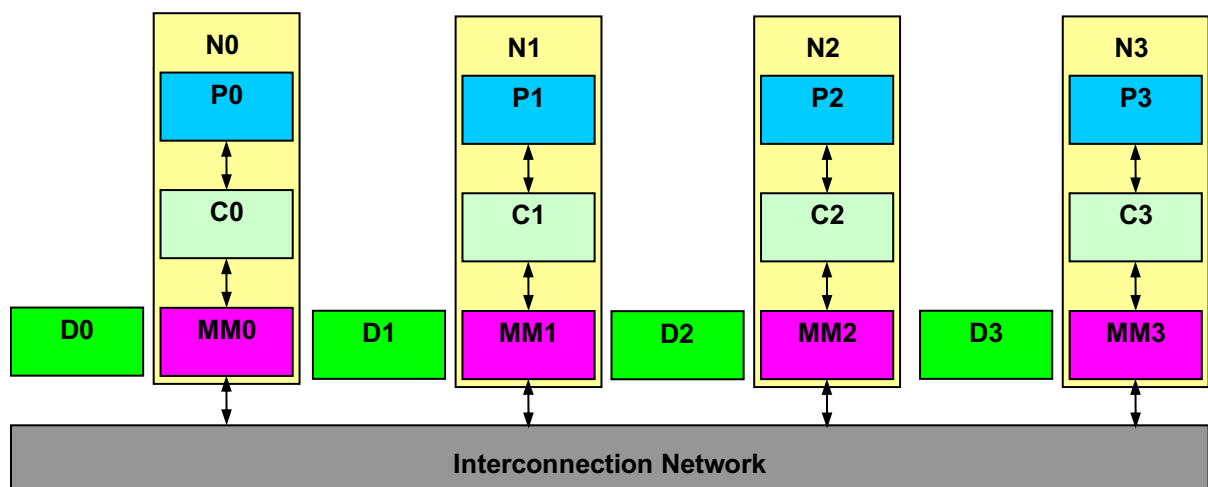 N0 N1 N2 N3
P0 P1 P2 P3
C0 C1 C2 C3
D0 MM0 D1 MM1 D2 MM2 D3 MM3
Interconnection Network